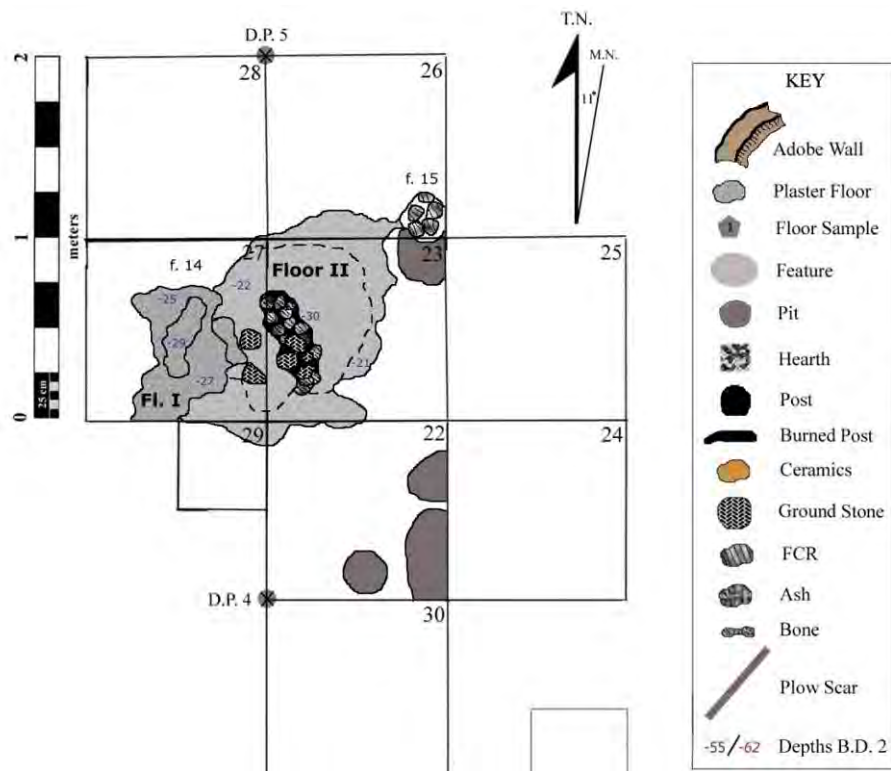 D.P. 5
T.N.
M.N.
11°
2
28
26
f. 15
meters
1
27
23
25
f. 14
Floor II
-25
-22
-30
-29
-21
-27
Fl. I
25 cm
0
29
22
24
D.P. 4
30
KEY
Adobe Wall
Plaster Floor
1
Floor Sample
Feature
Pit
Hearth
Post
Burned Post
Ceramics
Ground Stone
FCR
Ash
Bone
Plow Scar
-55/-62 Depths B.D. 2